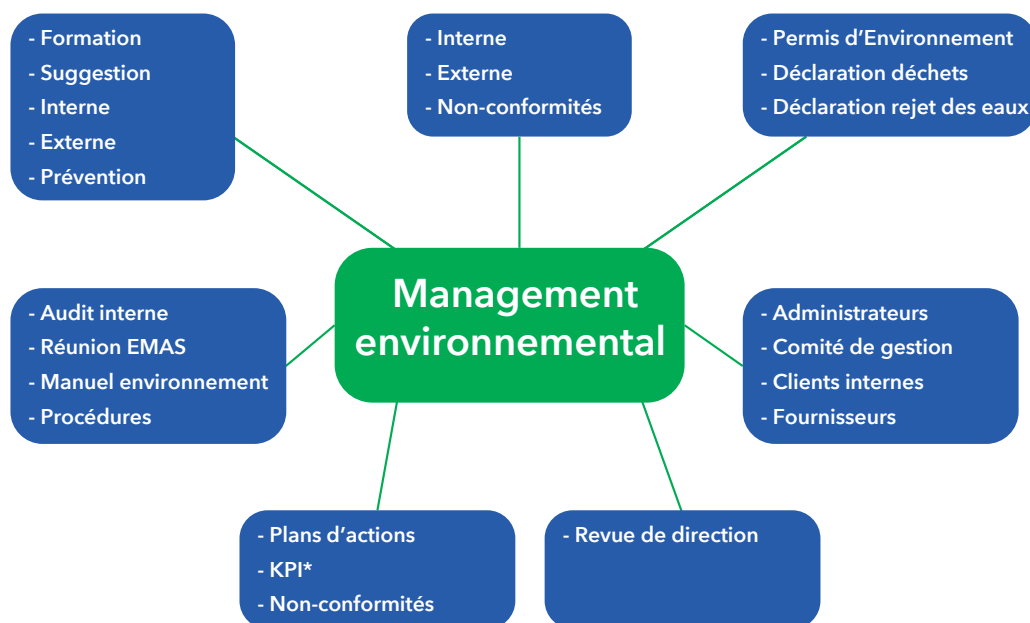 - Formation
- Suggestion
- Interne
- Externe
- Prévention
- Interne
- Externe
- Non-conformités
- Permis d’Environnement
- Déclaration déchets
- Déclaration rejet des eaux
Management
environnemental
- Audit interne
- Réunion EMAS
- Manuel environnement
- Procédures
- Administrateurs
- Comité de gestion
- Clients internes
- Fournisseurs
- Plans d’actions
- KPI*
- Non-conformités
- Revue de direction